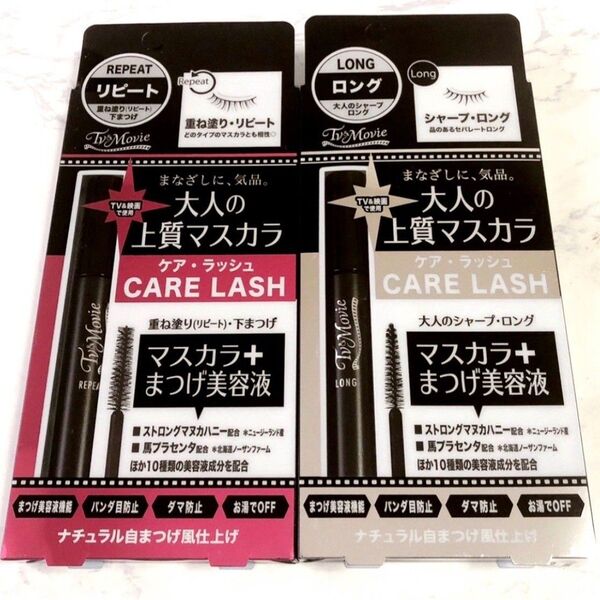 REPEAT
リピート
重ね塗り(リピート)
下まつげ
Tv&Movie
Repeat
重ね塗り・リピート
どのタイプのマスカラとも相性◎
TV&映画
で使用
まなざしに、気品。
大人の
上質マスカラ
ケア・ラッシュ
CARE LASH
重ね塗り(リピート)・下まつげ
マスカラ+
まつげ美容液
■ストロングマヌカハニー配合 ※ニュージーランド産
■馬プラセンタ配合 ※北海道ノーザンファーム
ほか10種類の美容液成分を配合
Tv&Movie
REPEAT
まつげ美容液機能
パンダ目防止
ダマ防止
お湯でOFF
ナチュラル自まつげ風仕上げ
LONG
ロング
大人のシャープ
ロング
Tv&Movie
Long
シャープ・ロング
品のあるセパレートロング
TV&映画
で使用
まなざしに、気品。
大人の
上質マスカラ
ケア・ラッシュ
CARE LASH
大人のシャープ・ロング
マスカラ+
まつげ美容液
■ストロングマヌカハニー配合 ※ニュージーランド産
■馬プラセンタ配合 ※北海道ノーザンファーム
ほか10種類の美容液成分を配合
Tv&Movie
LONG
まつげ美容液機能
パンダ目防止
ダマ防止
お湯でOFF
ナチュラル自まつげ風仕上げ